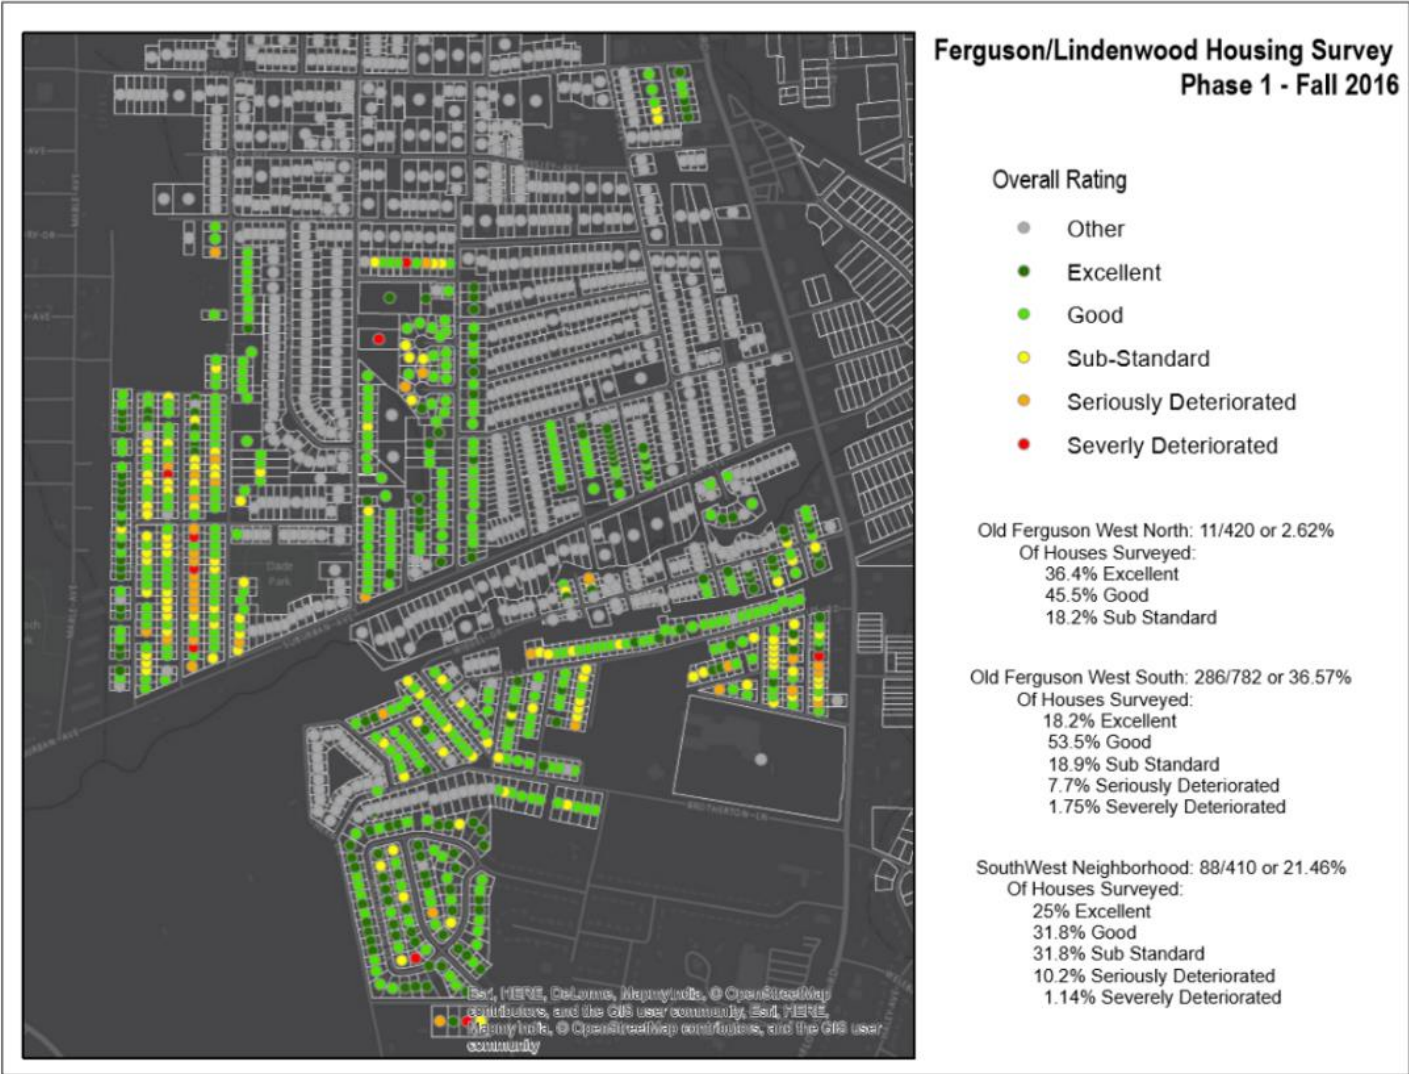 Ferguson/Lindenwood Housing Survey
Phase 1 - Fall 2016
Overall Rating
Other
Excellent
Good
Sub-Standard
Seriously Deteriorated
Severly Deteriorated
Old Ferguson West North: 11/420 or 2.62%
Of Houses Surveyed:
36.4% Excellent
45.5% Good
18.2% Sub Standard
Old Ferguson West South: 286/782 or 36.57%
Of Houses Surveyed:
18.2% Excellent
53.5% Good
18.9% Sub Standard
7.7% Seriously Deteriorated
1.75% Severely Deteriorated
SouthWest Neighborhood: 88/410 or 21.46%
Of Houses Surveyed:
25% Excellent
31.8% Good
31.8% Sub Standard
10.2% Seriously Deteriorated
1.14% Severely Deteriorated
Dade
Park
SUBURBAN-AVE
BROTHERTON-LN
Esri, HERE, DeLorme, MapmyIndia, © OpenStreetMap
contributors, and the GIS user community, Esri, HERE,
MapmyIndia, © OpenStreetMap contributors, and the GIS user
community